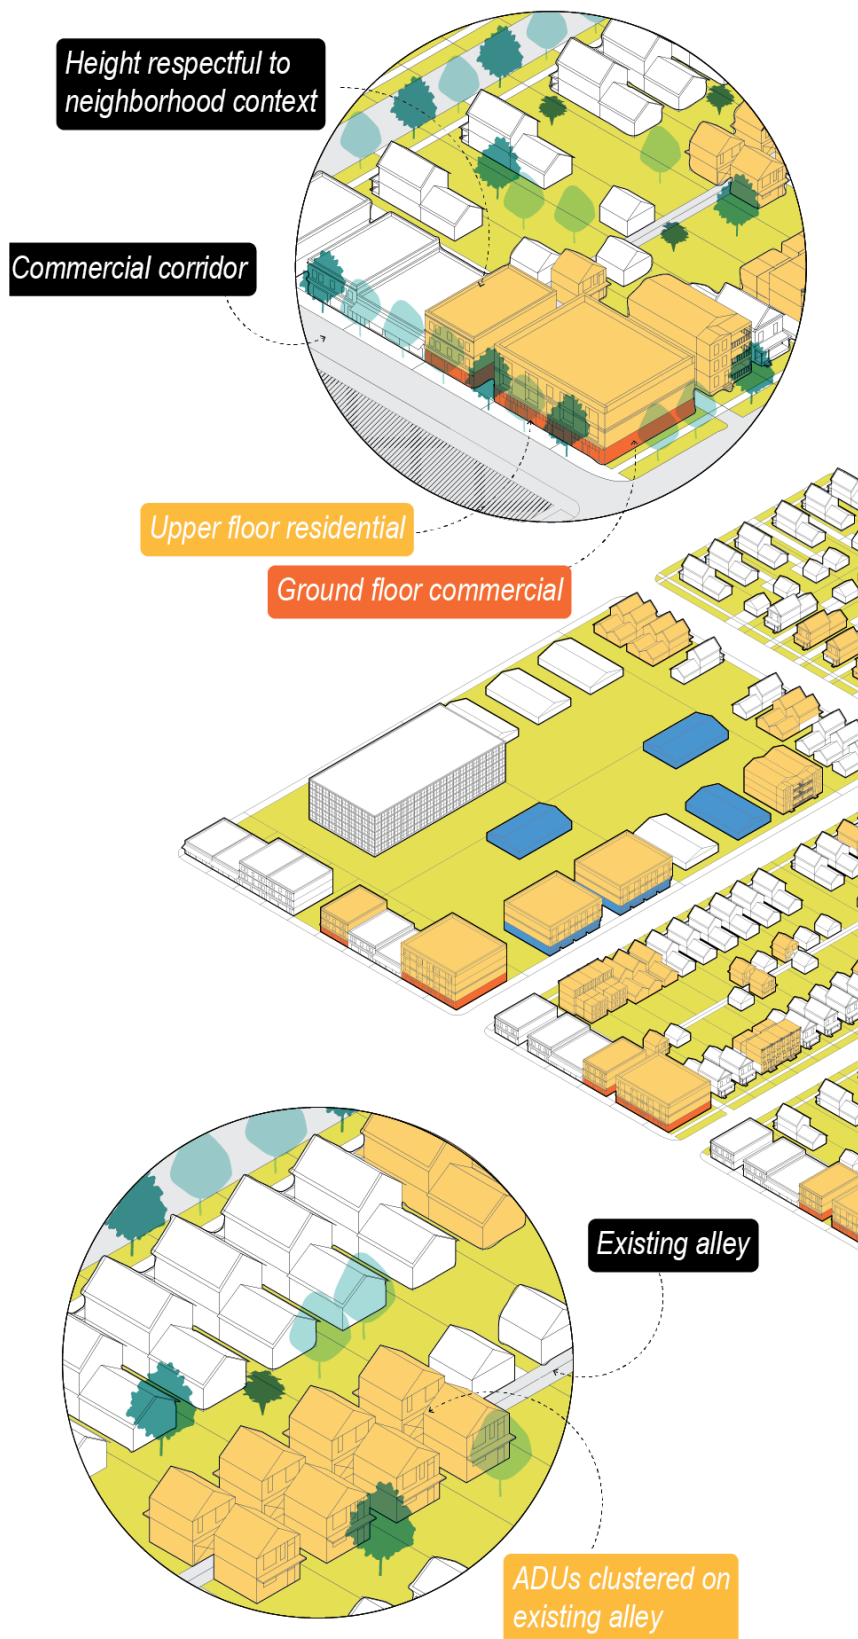 Height respectful to
neighborhood context
Commercial corridor
Upper floor residential
Ground floor commercial
Existing alley
ADUs clustered on
existing alley